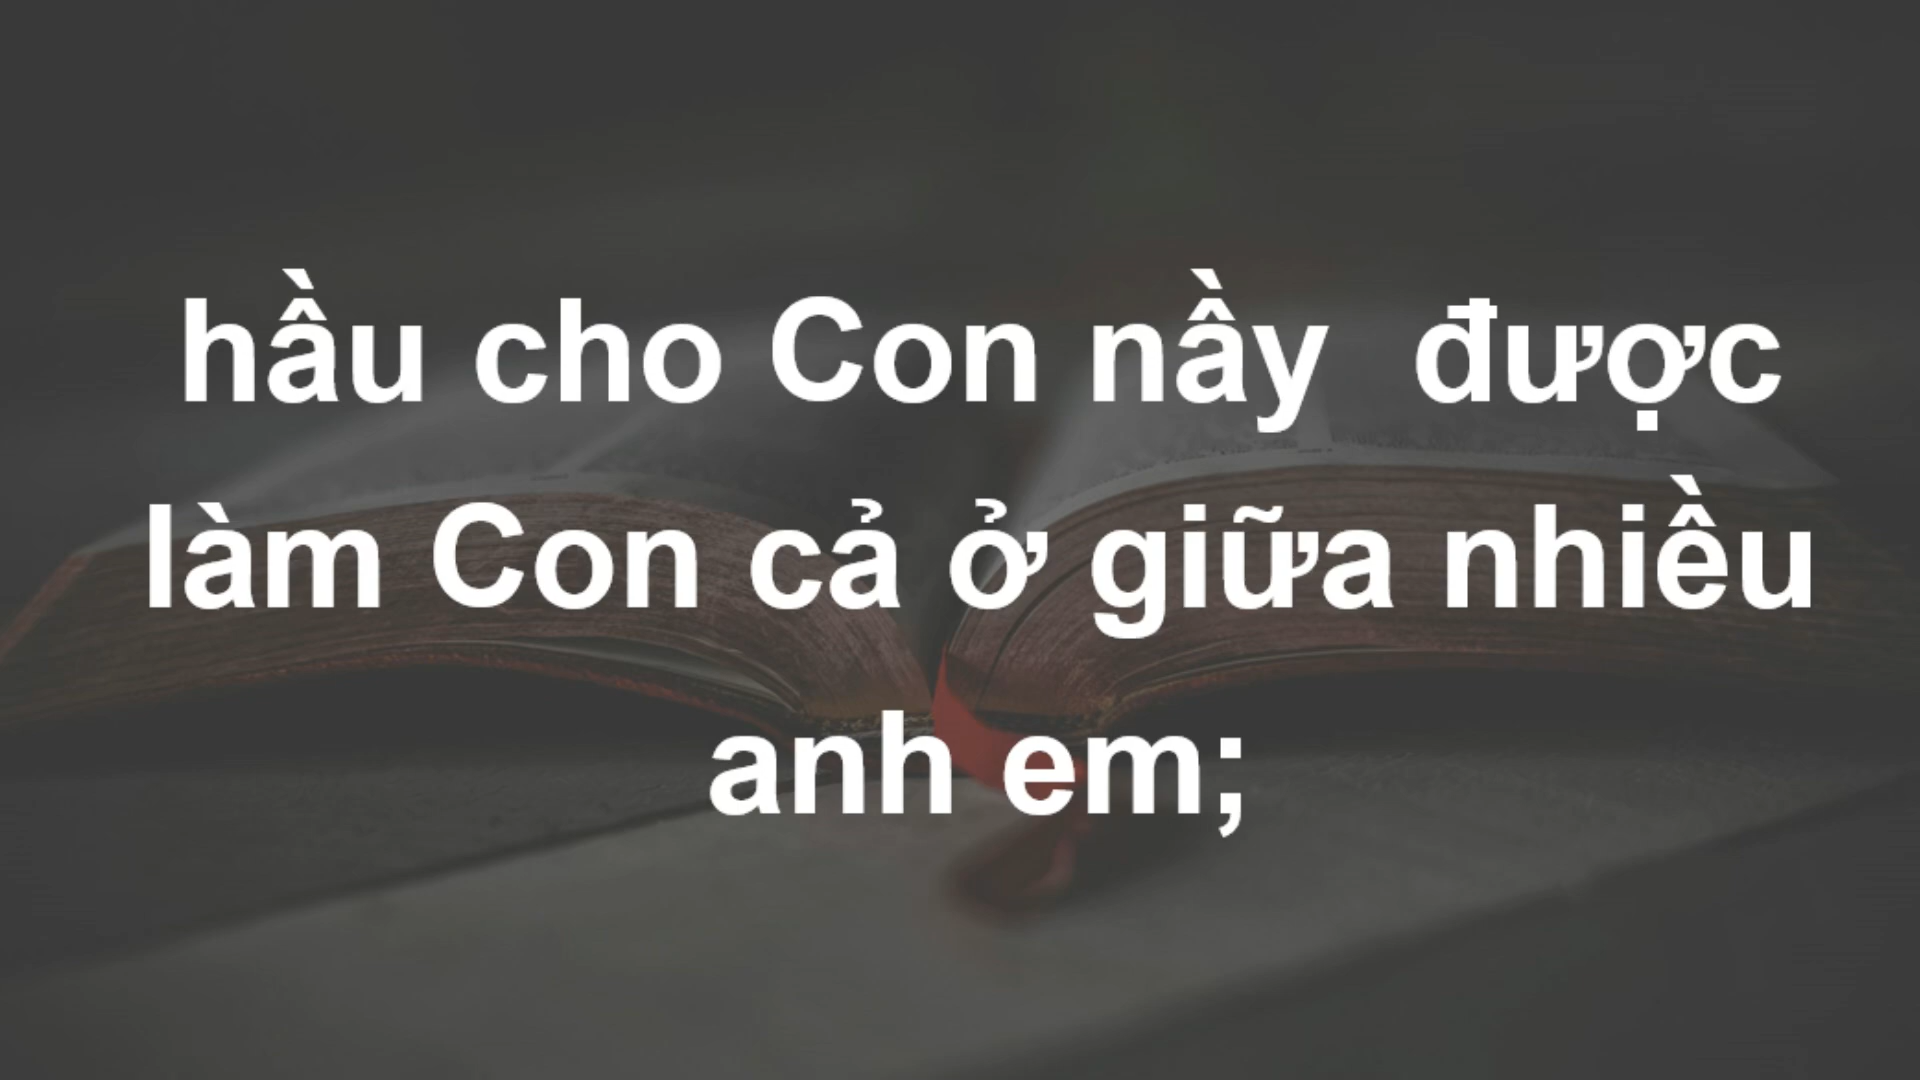 hầu cho Con nầy  được
làm Con cả ở giữa nhiều
anh em;